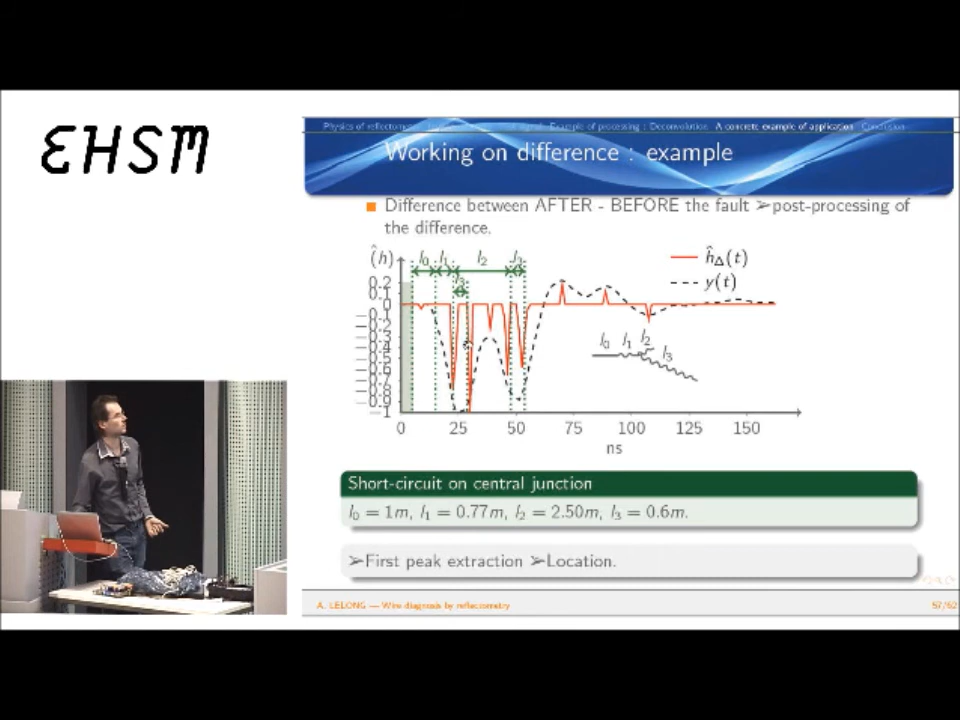 EHSM
Physics of reflectometry Example of processing : Deconvolution A concrete example of application Conclusion
Working on difference : example
Difference between AFTER - BEFORE the fault ➢post-processing of
the difference.
(ĥ) l₀ l₁ l₂ l₃
l₃
ĥ_Δ(t)
y(t)
0.2
0.1
0
−0.2
−0.3
−0.4
−0.5
−0.6
−0.7
−0.8
−0.9
−1
l₀ l₁ l₂
l₃
0 25 50 75 100 125 150
ns
Short-circuit on central junction
l₀ = 1m, l₁ = 0.77m, l₂ = 2.50m, l₃ = 0.6m.
➢First peak extraction ➢Location.
A. LELONG — Wire diagnosis by reflectometry 57/62